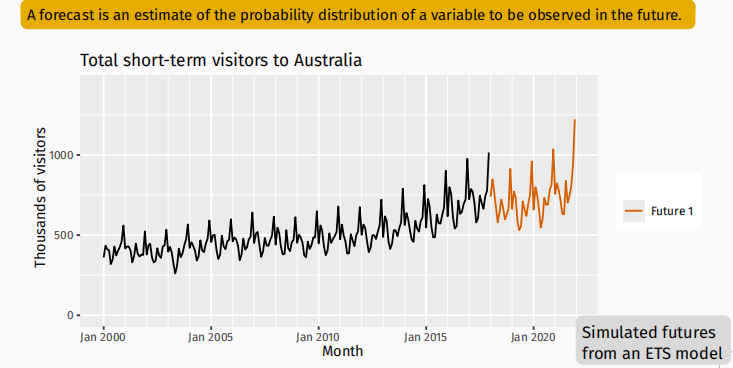 A forecast is an estimate of the probability distribution of a variable to be observed in the future.
Total short-term visitors to Australia
Thousands of visitors
1000
500
0
Jan 2000 Jan 2005 Jan 2010 Jan 2015 Jan 2020
Month
Future 1
Simulated futures
from an ETS model